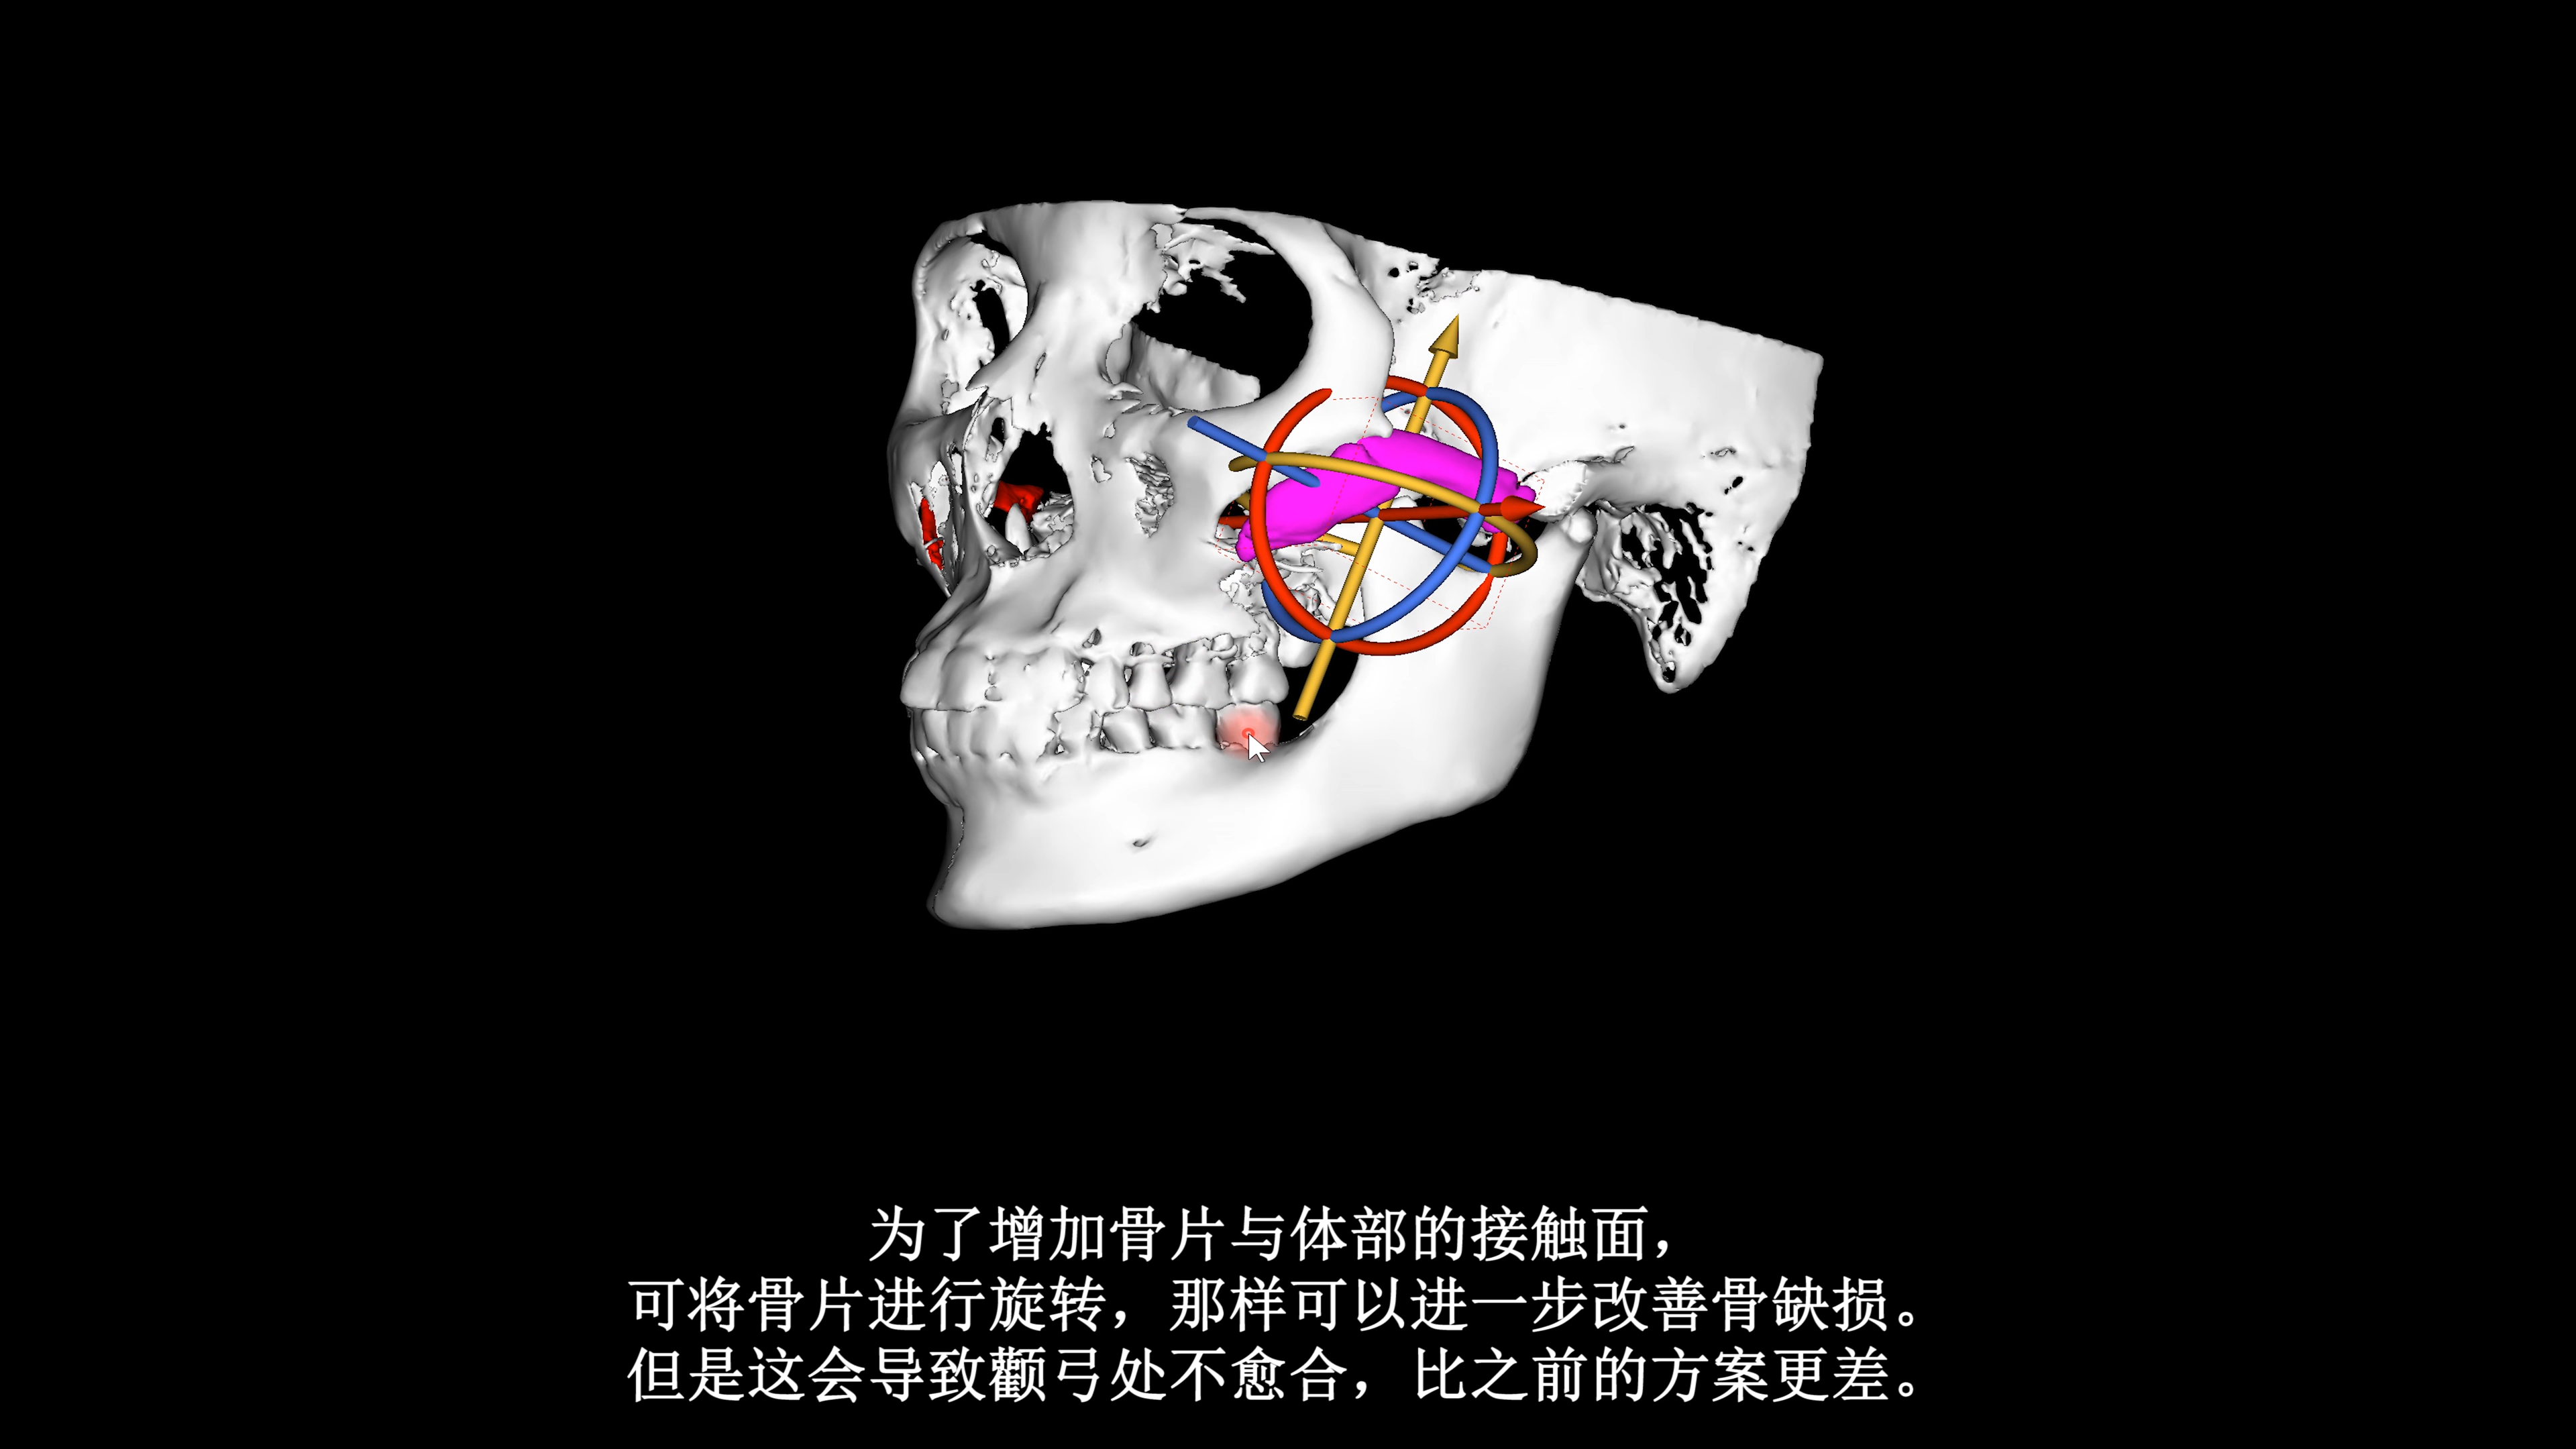 为了增加骨片与体部的接触面，
可将骨片进行旋转，那样可以进一步改善骨缺损。
但是这会导致颧弓处不愈合，比之前的方案更差。